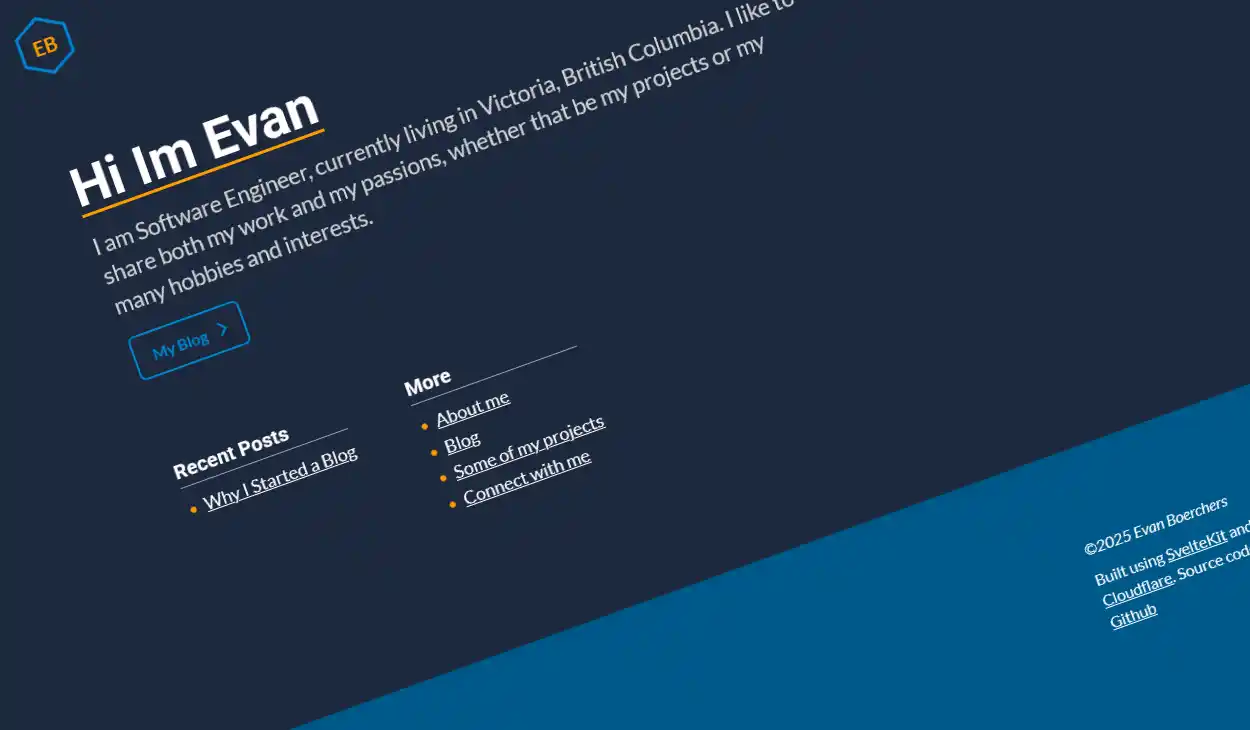 EB
Hi Im Evan
I am Software Engineer, currently living in Victoria, British Columbia. I like to
share both my work and my passions, whether that be my projects or my
many hobbies and interests.
My Blog
Recent Posts
Why I Started a Blog
More
About me
Blog
Some of my projects
Connect with me
©2025 Evan Boerchers
Built using SvelteKit and
Cloudflare. Source
Github